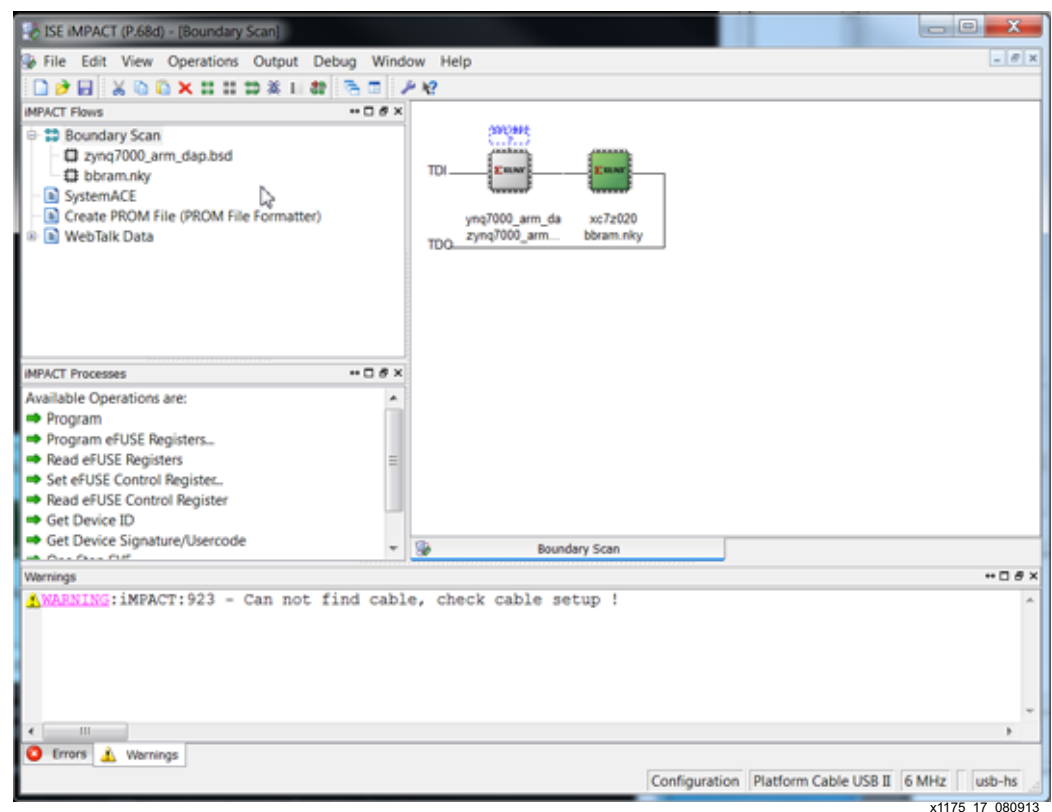 ISE iMPACT (P.68d) - [Boundary Scan]
File Edit View Operations Output Debug Window Help
iMPACT Flows
Boundary Scan
zynq7000_arm_dap.bsd
bbram.nky
SystemACE
Create PROM File (PROM File Formatter)
WebTalk Data
TDI
XILINX
XILINX
ynq7000_arm_da
zynq7000_arm...
xc7z020
bbram.nky
TDO
iMPACT Processes
Available Operations are:
Program
Program eFUSE Registers...
Read eFUSE Registers
Set eFUSE Control Register...
Read eFUSE Control Register
Get Device ID
Get Device Signature/Usercode
Boundary Scan
Warnings
WARNING:iMPACT:923 - Can not find cable, check cable setup !
Errors
Warnings
Configuration Platform Cable USB II 6 MHz usb-hs
x1175_17_080913